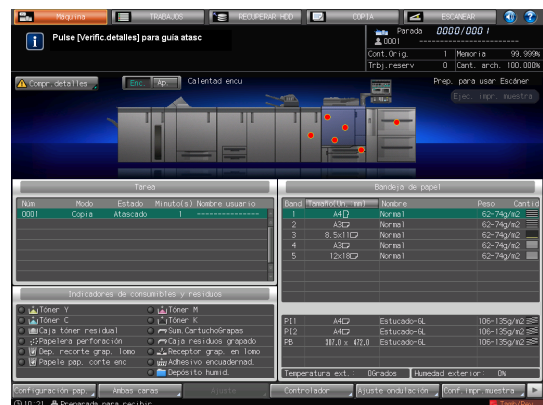 Máquina TRABAJOS RECUPERAR HDD COPIA ESCANEAR
Pulse [Verific.detalles] para guía atasc
Parada 0000/0001
0001 --------------------
Cont.Orig. 1 Memoria 99.999%
Trbj.reserv 0 Cant. arch. 100.000%
Compr.detalles Enc. Ap. Calentad encu Prep. para usar Escáner
Ejec. impr. muestra
Tarea
Núm Modo Estado Minuto(s) Nombre usuario
0001 Copia Atascado 1 --------------
Bandeja de papel
Band Tamaño(Un. mm) Nombre Peso Cantid
1 A4 Normal 62-74g/m2
2 A3 Normal 62-74g/m2
3 8.5x11 Normal 62-74g/m2
4 A3 Normal 62-74g/m2
5 12x18 Normal 62-74g/m2
PI1 A4 Estucado-GL 106-135g/m2
PI2 A4 Estucado-GL 106-135g/m2
PB 307,0 x 472,0 Estucado-GL 106-135g/m2
Indicadores de consumibles y residuos
Tóner Y Tóner M
Tóner C Tóner K
Caja tóner residual Sum.CartuchoGrapas
Papelera perforación Caja residuos grapado
Dep. recorte grap. lomo Receptor grap. en lomo
Papele pap. corte enc Adhesivo encuadernad.
Depósito humid.
Temperatura ext. : 0Grados Humedad exterior: 0%
Configuración pap. Ambas caras Ajuste Controlador Ajuste ondulación Conf.impr.muestra
10:21 Preparada para recibir